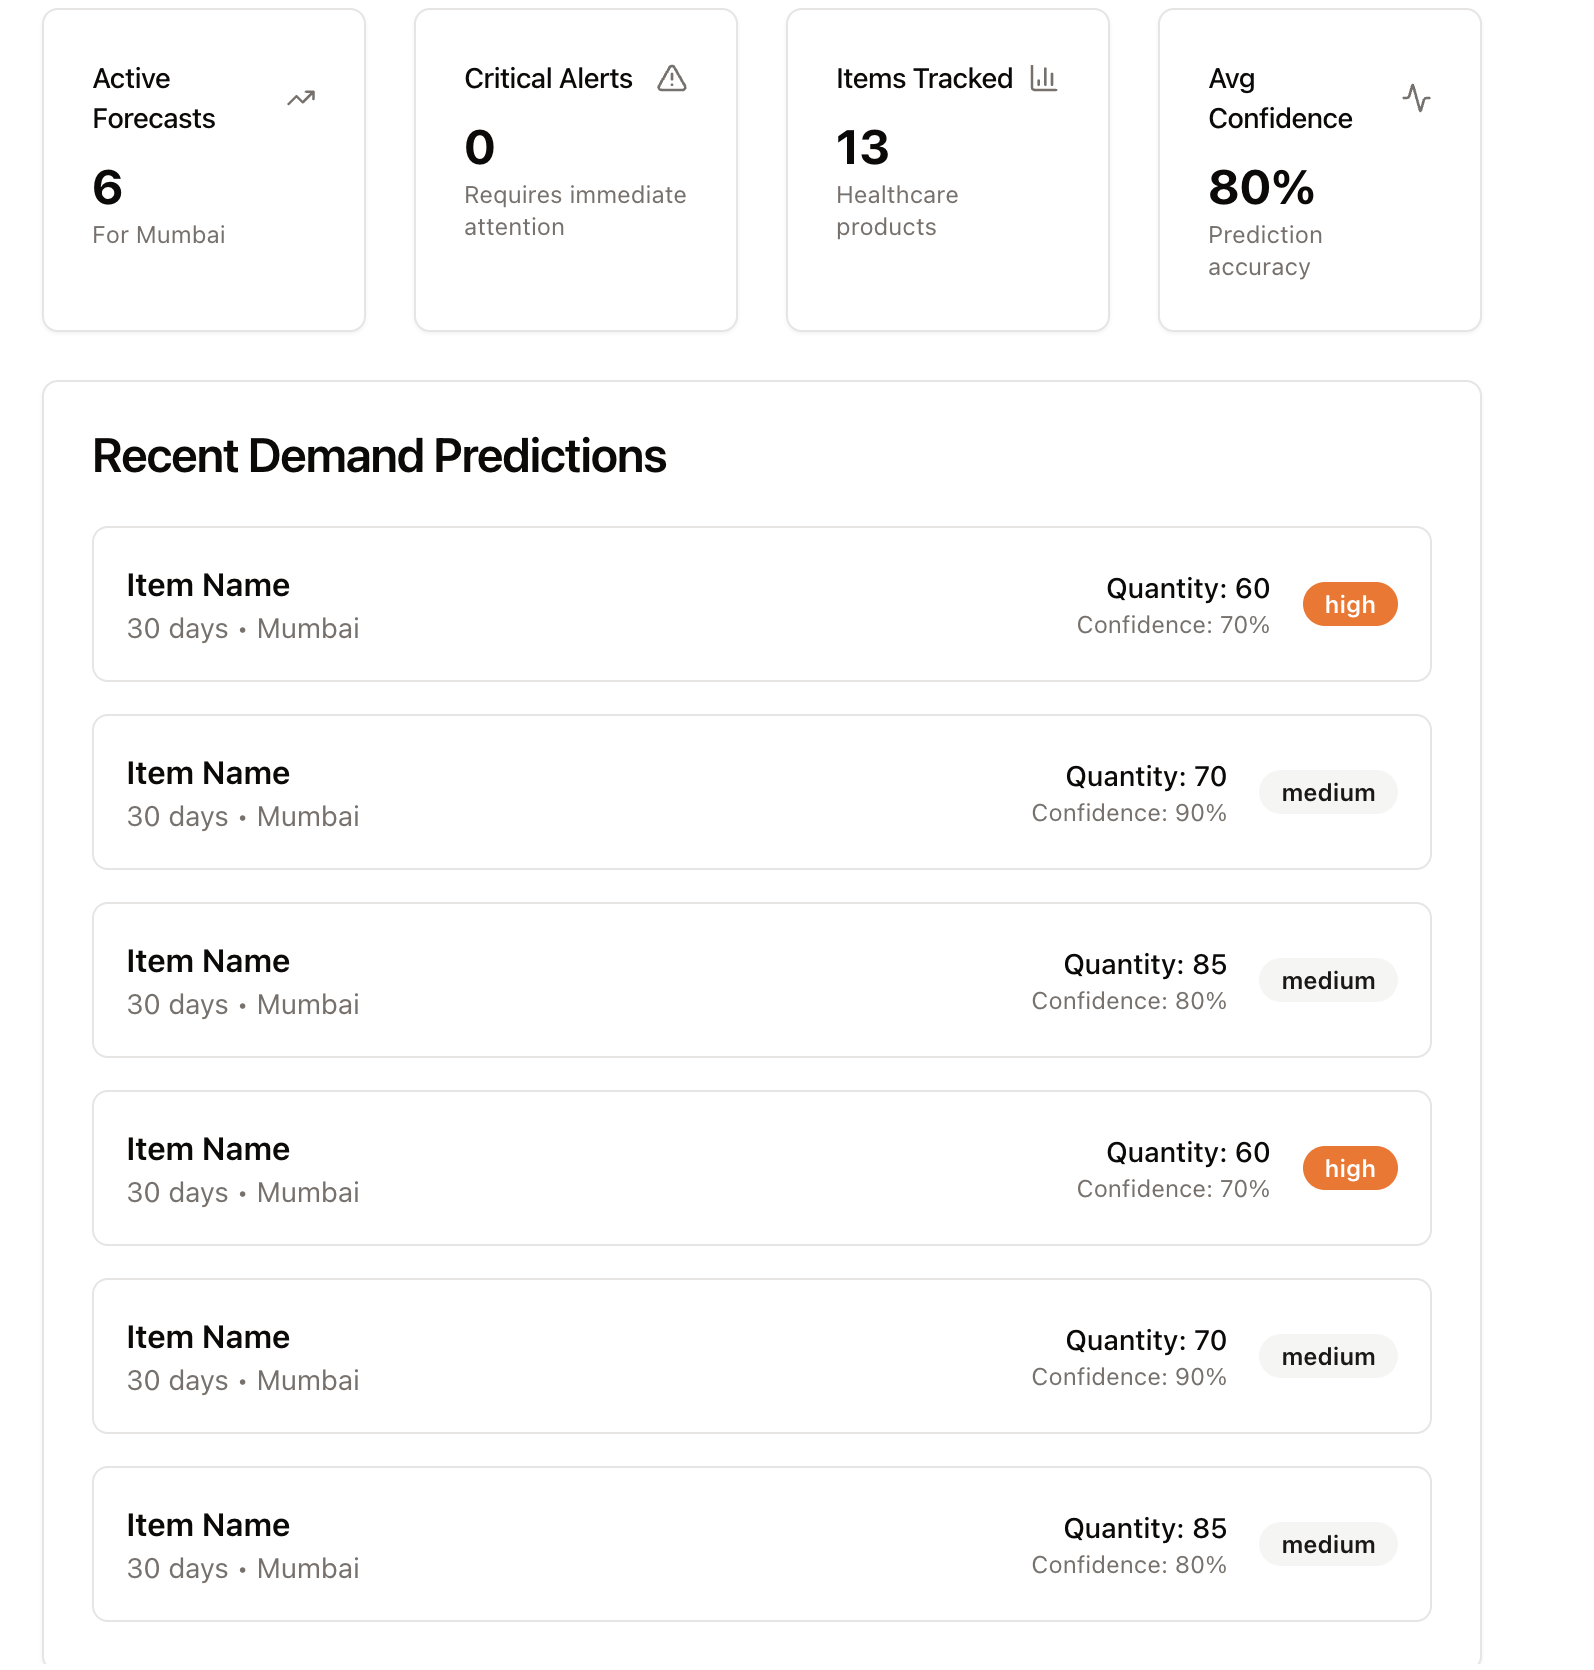 Active
Forecasts
6
For Mumbai
Critical Alerts
0
Requires immediate
attention
Items Tracked
13
Healthcare
products
Avg
Confidence
80%
Prediction
accuracy
Recent Demand Predictions
Item Name
30 days • Mumbai
Quantity: 60
Confidence: 70%
high
Item Name
30 days • Mumbai
Quantity: 70
Confidence: 90%
medium
Item Name
30 days • Mumbai
Quantity: 85
Confidence: 80%
medium
Item Name
30 days • Mumbai
Quantity: 60
Confidence: 70%
high
Item Name
30 days • Mumbai
Quantity: 70
Confidence: 90%
medium
Item Name
30 days • Mumbai
Quantity: 85
Confidence: 80%
medium